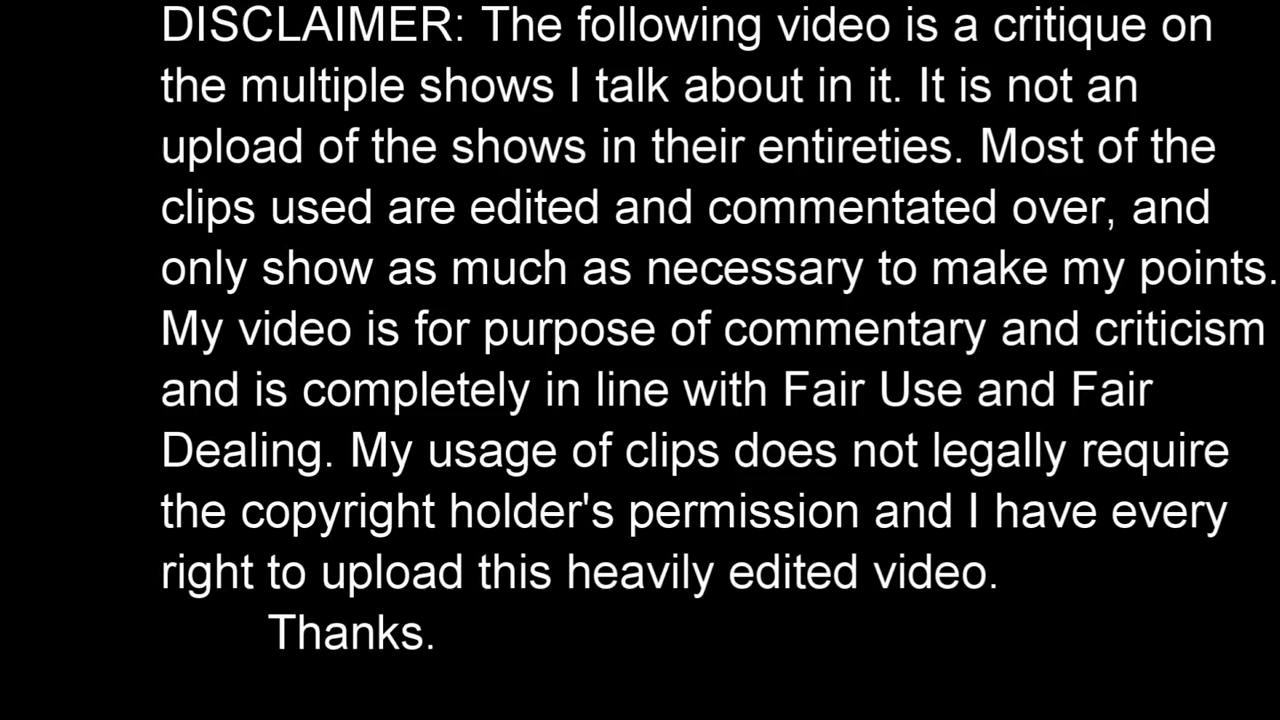 DISCLAIMER: The following video is a critique on
the multiple shows I talk about in it. It is not an
upload of the shows in their entireties. Most of the
clips used are edited and commentated over, and
only show as much as necessary to make my points.
My video is for purpose of commentary and criticism
and is completely in line with Fair Use and Fair
Dealing. My usage of clips does not legally require
the copyright holder's permission and I have every
right to upload this heavily edited video.
Thanks.